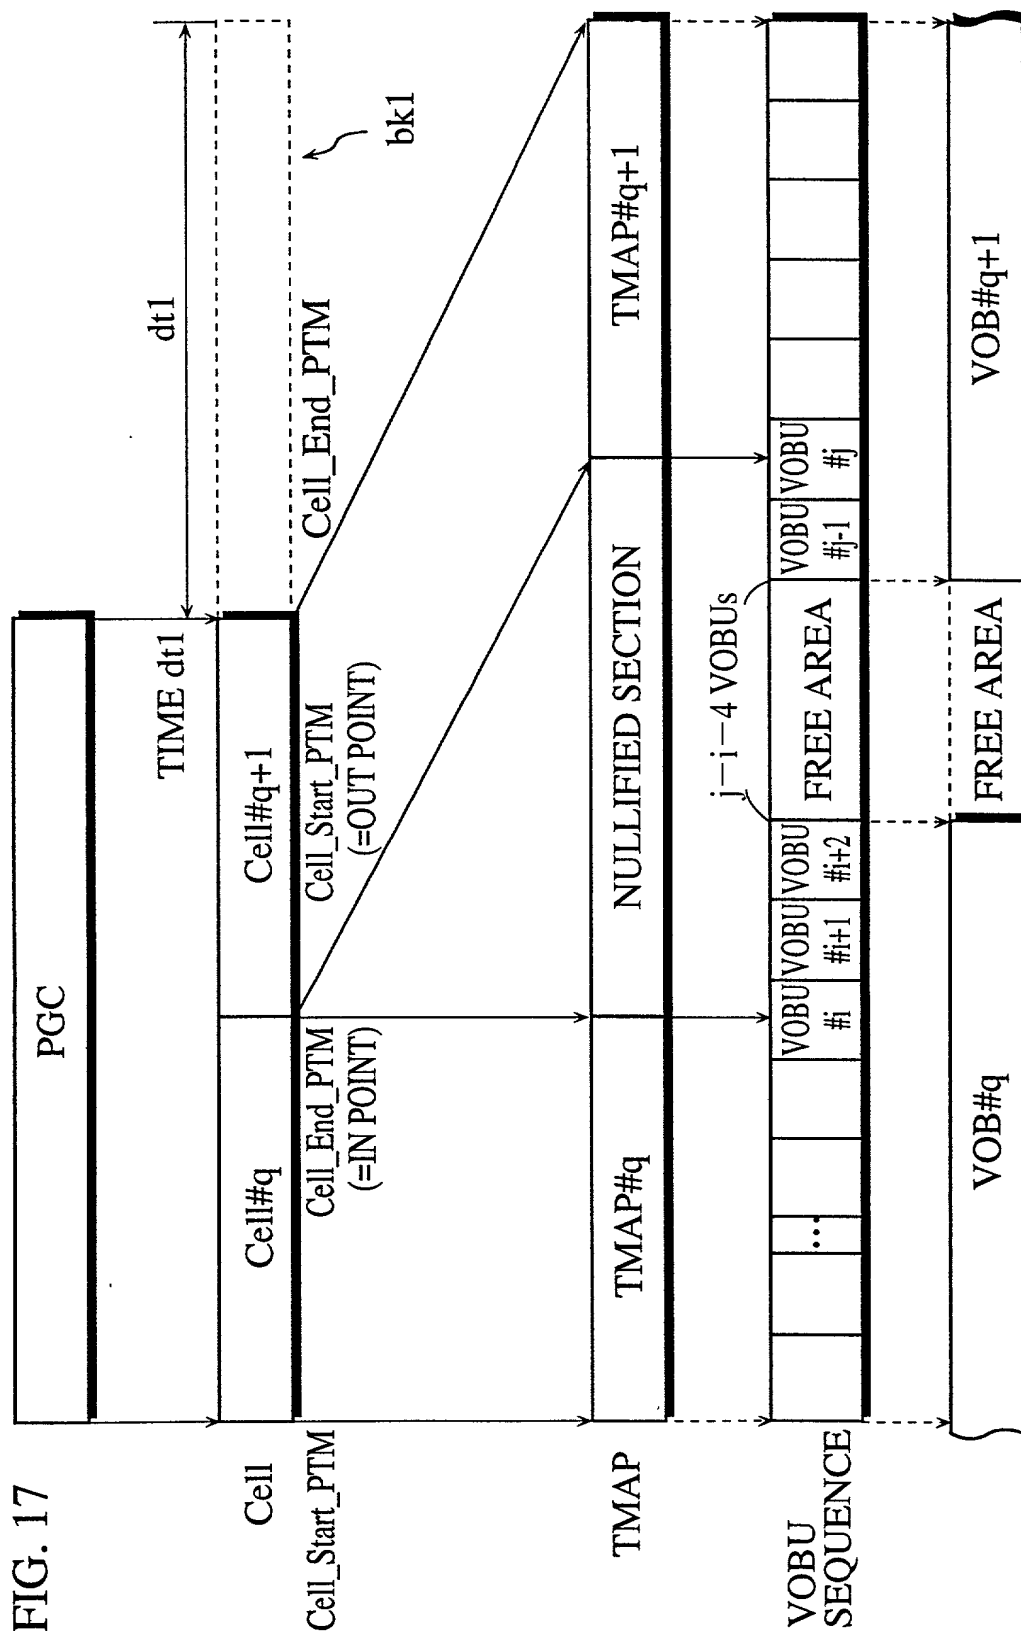 FIG. 17
PGC
TIME dt1
dt1
Cell
Cell#q
Cell#q+1
bk1
Cell_Start_PTM
Cell_End_PTM
(=IN POINT)
Cell_Start_PTM
(=OUT POINT)
Cell_End_PTM
TMAP
TMAP#q
NULLIFIED SECTION
TMAP#q+1
j−i−4 VOBUs
VOBU
SEQUENCE
...
VOBU
#i
VOBU
#i+1
VOBU
#i+2
FREE AREA
VOBU
#j-1
VOBU
#j
VOB#q
FREE AREA
VOB#q+1